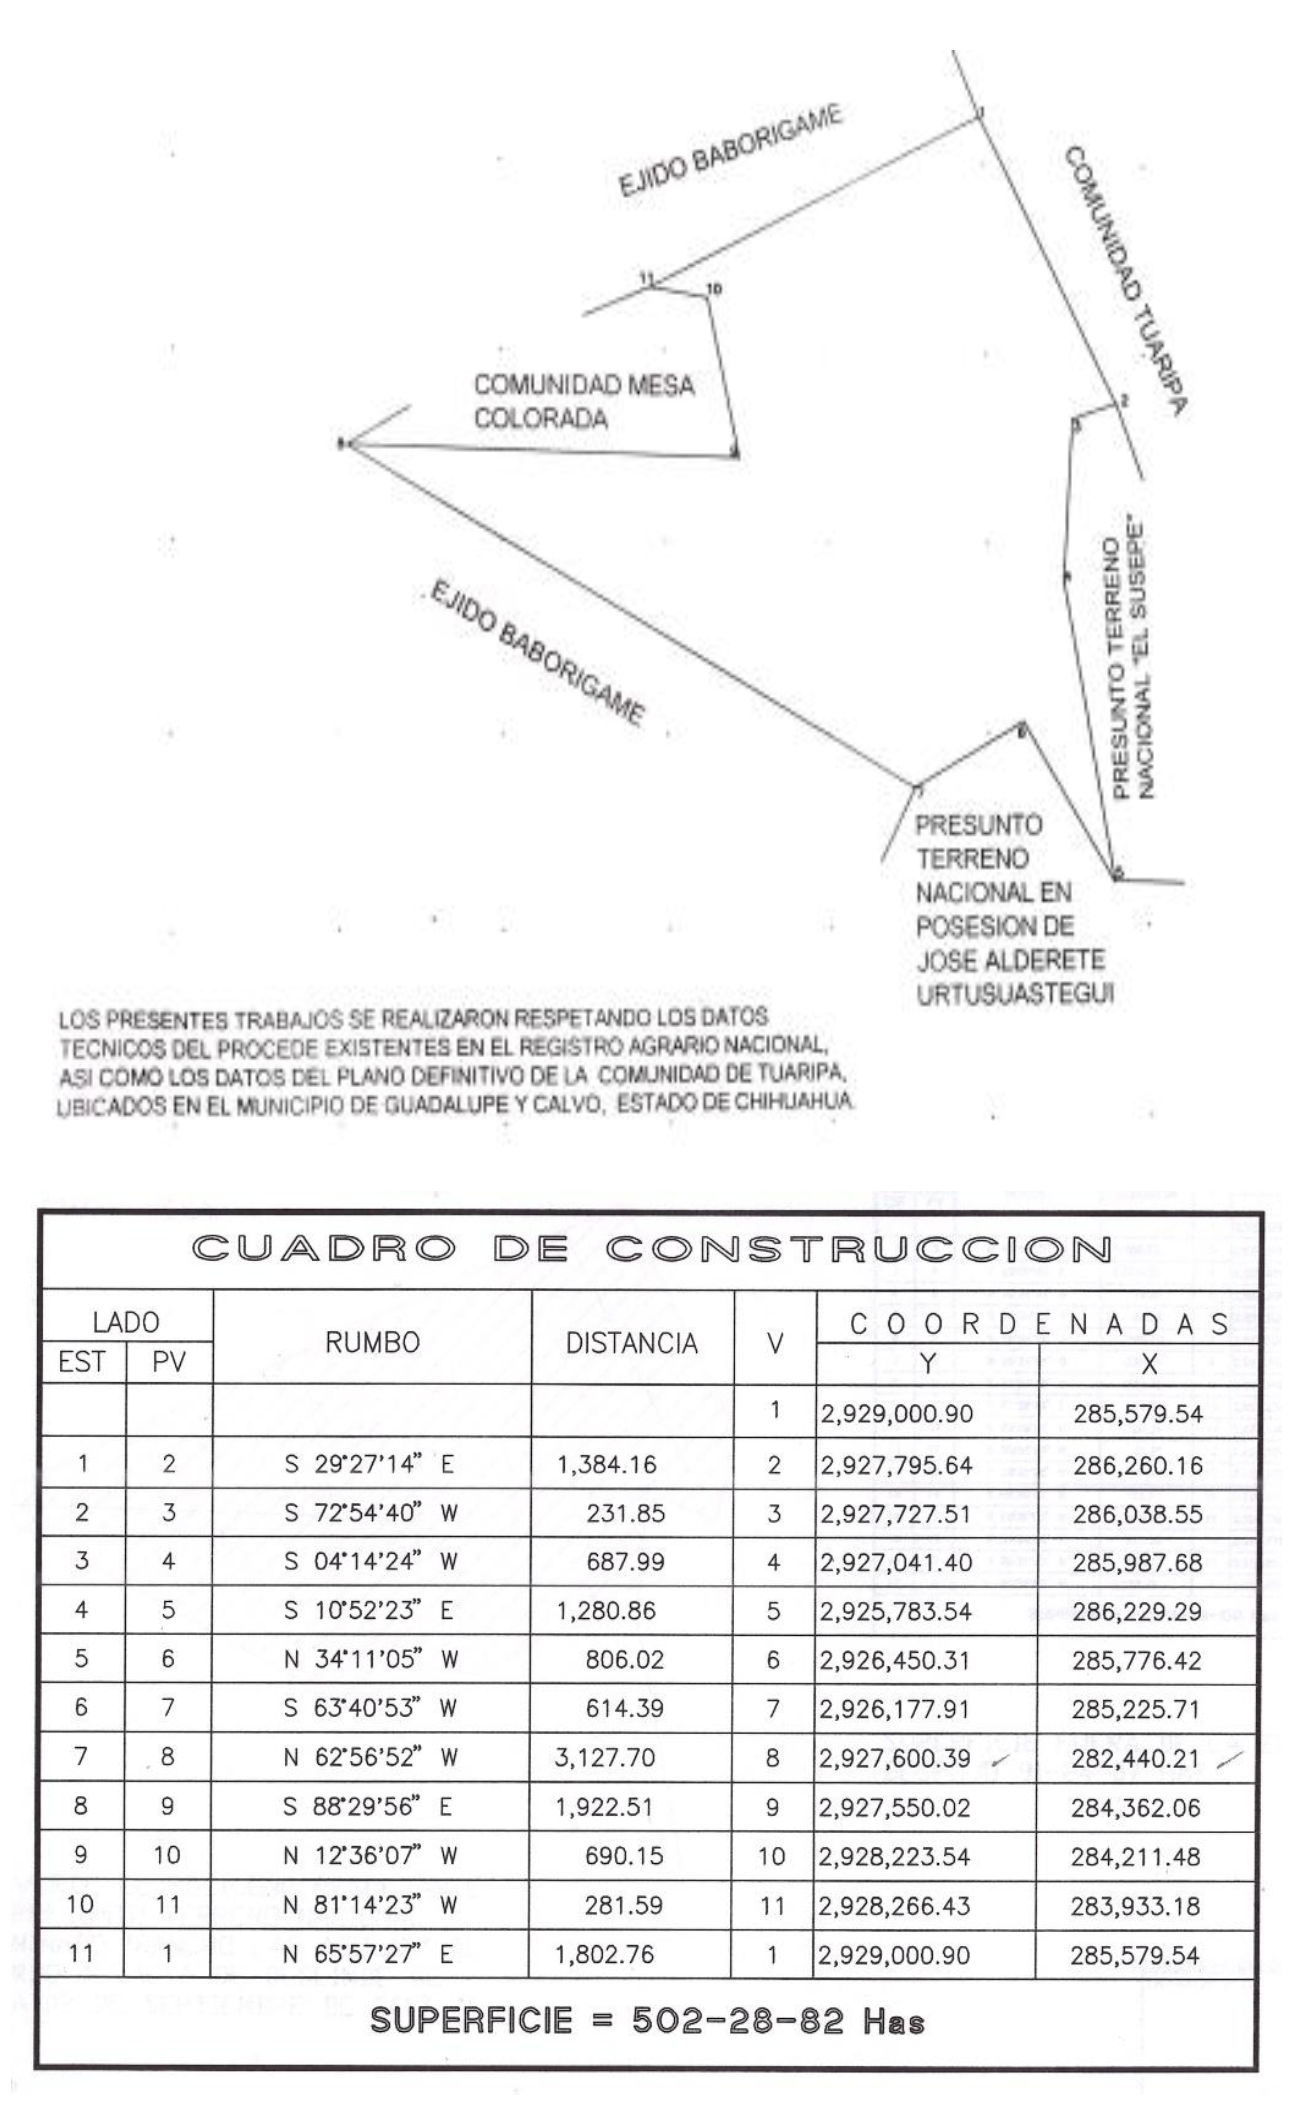 1
EJIDO BABORIGAME
COMUNIDAD TUARIPA
11
10
2
3
COMUNIDAD MESA
COLORADA
8
9
4
EJIDO BABORIGAME
PRESUNTO TERRENO
NACIONAL "EL SUSEPE"
6
7
5
PRESUNTO
TERRENO
NACIONAL EN
POSESION DE
JOSE ALDERETE
URTUSUASTEGUI
LOS PRESENTES TRABAJOS SE REALIZARON RESPETANDO LOS DATOS
TECNICOS DEL PROCEDE EXISTENTES EN EL REGISTRO AGRARIO NACIONAL,
ASI COMO LOS DATOS DEL PLANO DEFINITIVO DE LA COMUNIDAD DE TUARIPA,
UBICADOS EN EL MUNICIPIO DE GUADALUPE Y CALVO, ESTADO DE CHIHUAHUA.
CUADRO DE CONSTRUCCION
LADO RUMBO DISTANCIA V COORDENADAS
EST PV Y X
1 2,929,000.90 285,579.54
1 2 S 29°27'14" E 1,384.16 2 2,927,795.64 286,260.16
2 3 S 72°54'40" W 231.85 3 2,927,727.51 286,038.55
3 4 S 04°14'24" W 687.99 4 2,927,041.40 285,987.68
4 5 S 10°52'23" E 1,280.86 5 2,925,783.54 286,229.29
5 6 N 34°11'05" W 806.02 6 2,926,450.31 285,776.42
6 7 S 63°40'53" W 614.39 7 2,926,177.91 285,225.71
7 8 N 62°56'52" W 3,127.70 8 2,927,600.39 282,440.21
8 9 S 88°29'56" E 1,922.51 9 2,927,550.02 284,362.06
9 10 N 12°36'07" W 690.15 10 2,928,223.54 284,211.48
10 11 N 81°14'23" W 281.59 11 2,928,266.43 283,933.18
11 1 N 65°57'27" E 1,802.76 1 2,929,000.90 285,579.54
SUPERFICIE = 502-28-82 Has